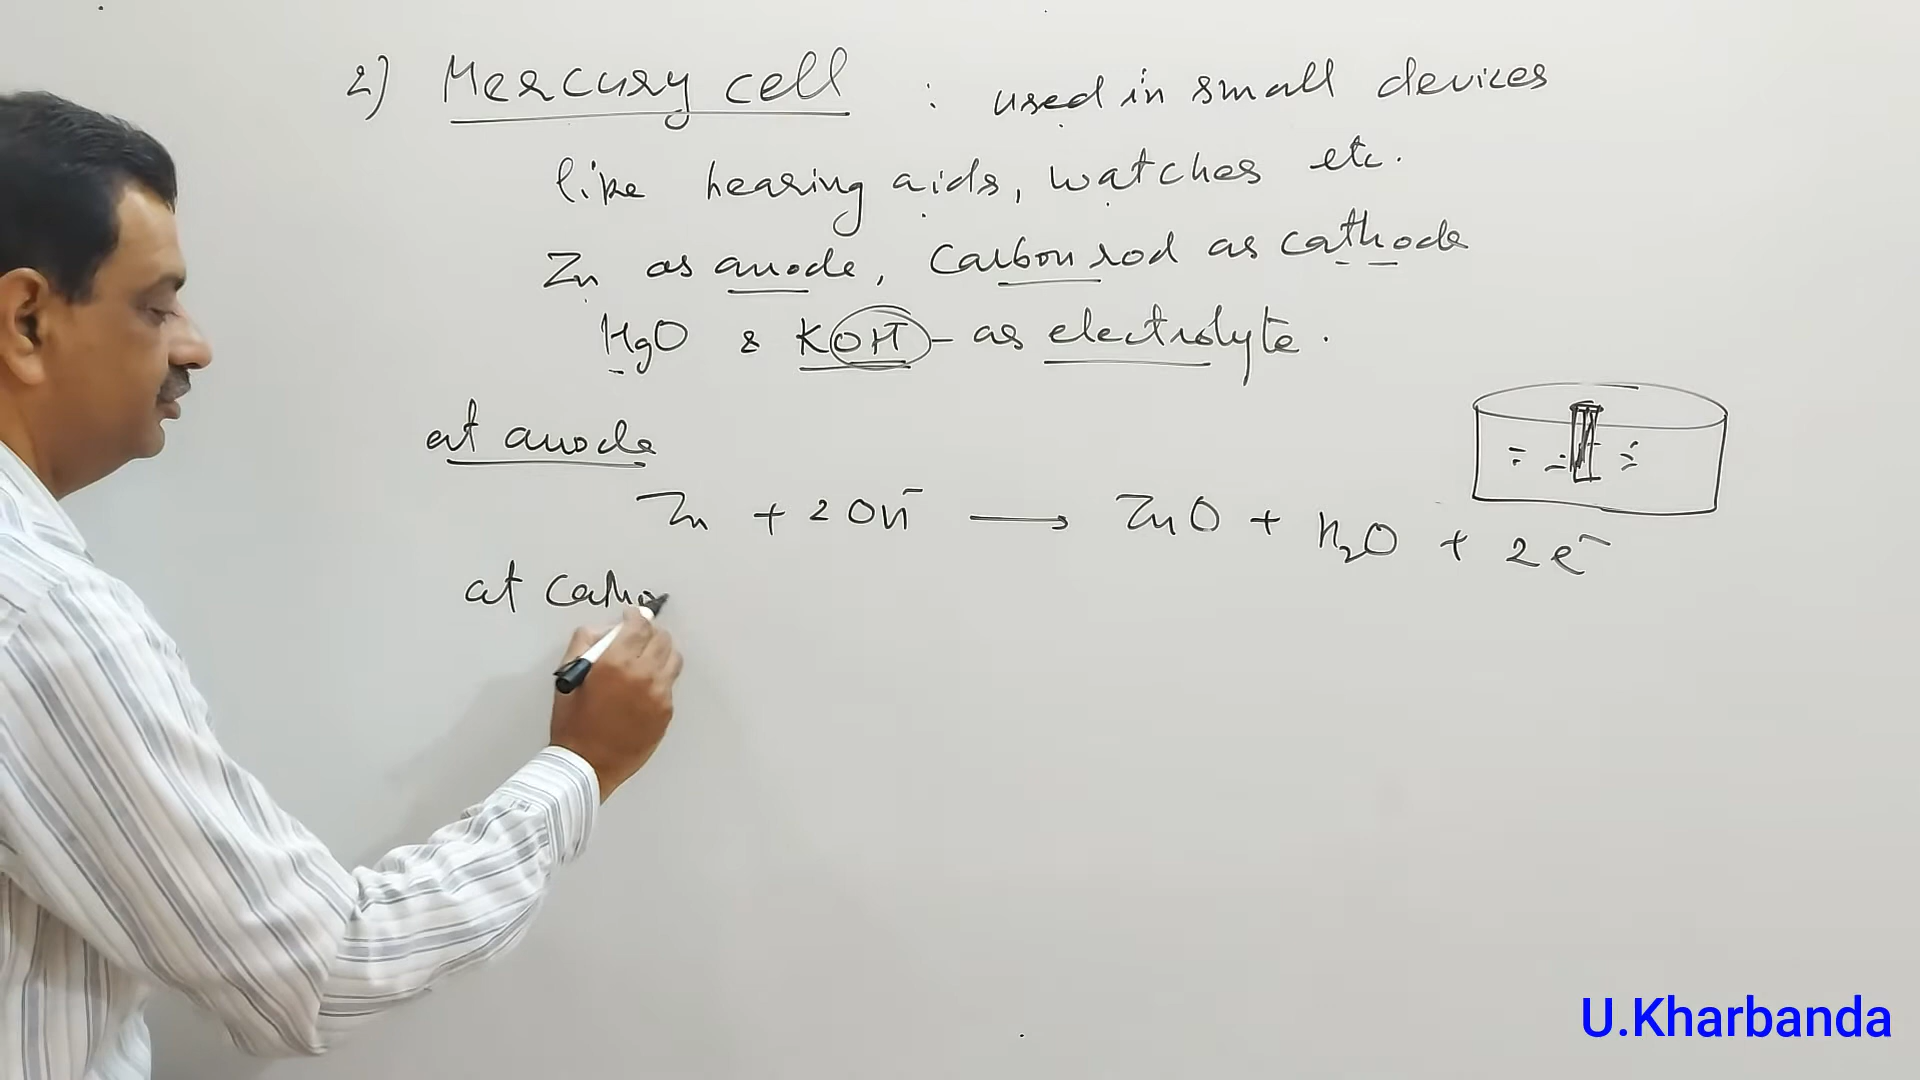 2) Mercury cell : used in small devices
like hearing aids, watches etc.
Zn as anode, Carbon rod as cathode
HgO & KOH - as electrolyte.
at anode
Zn + 2OH⁻ → ZnO + H₂O + 2e⁻
at Catho
U.Kharbanda